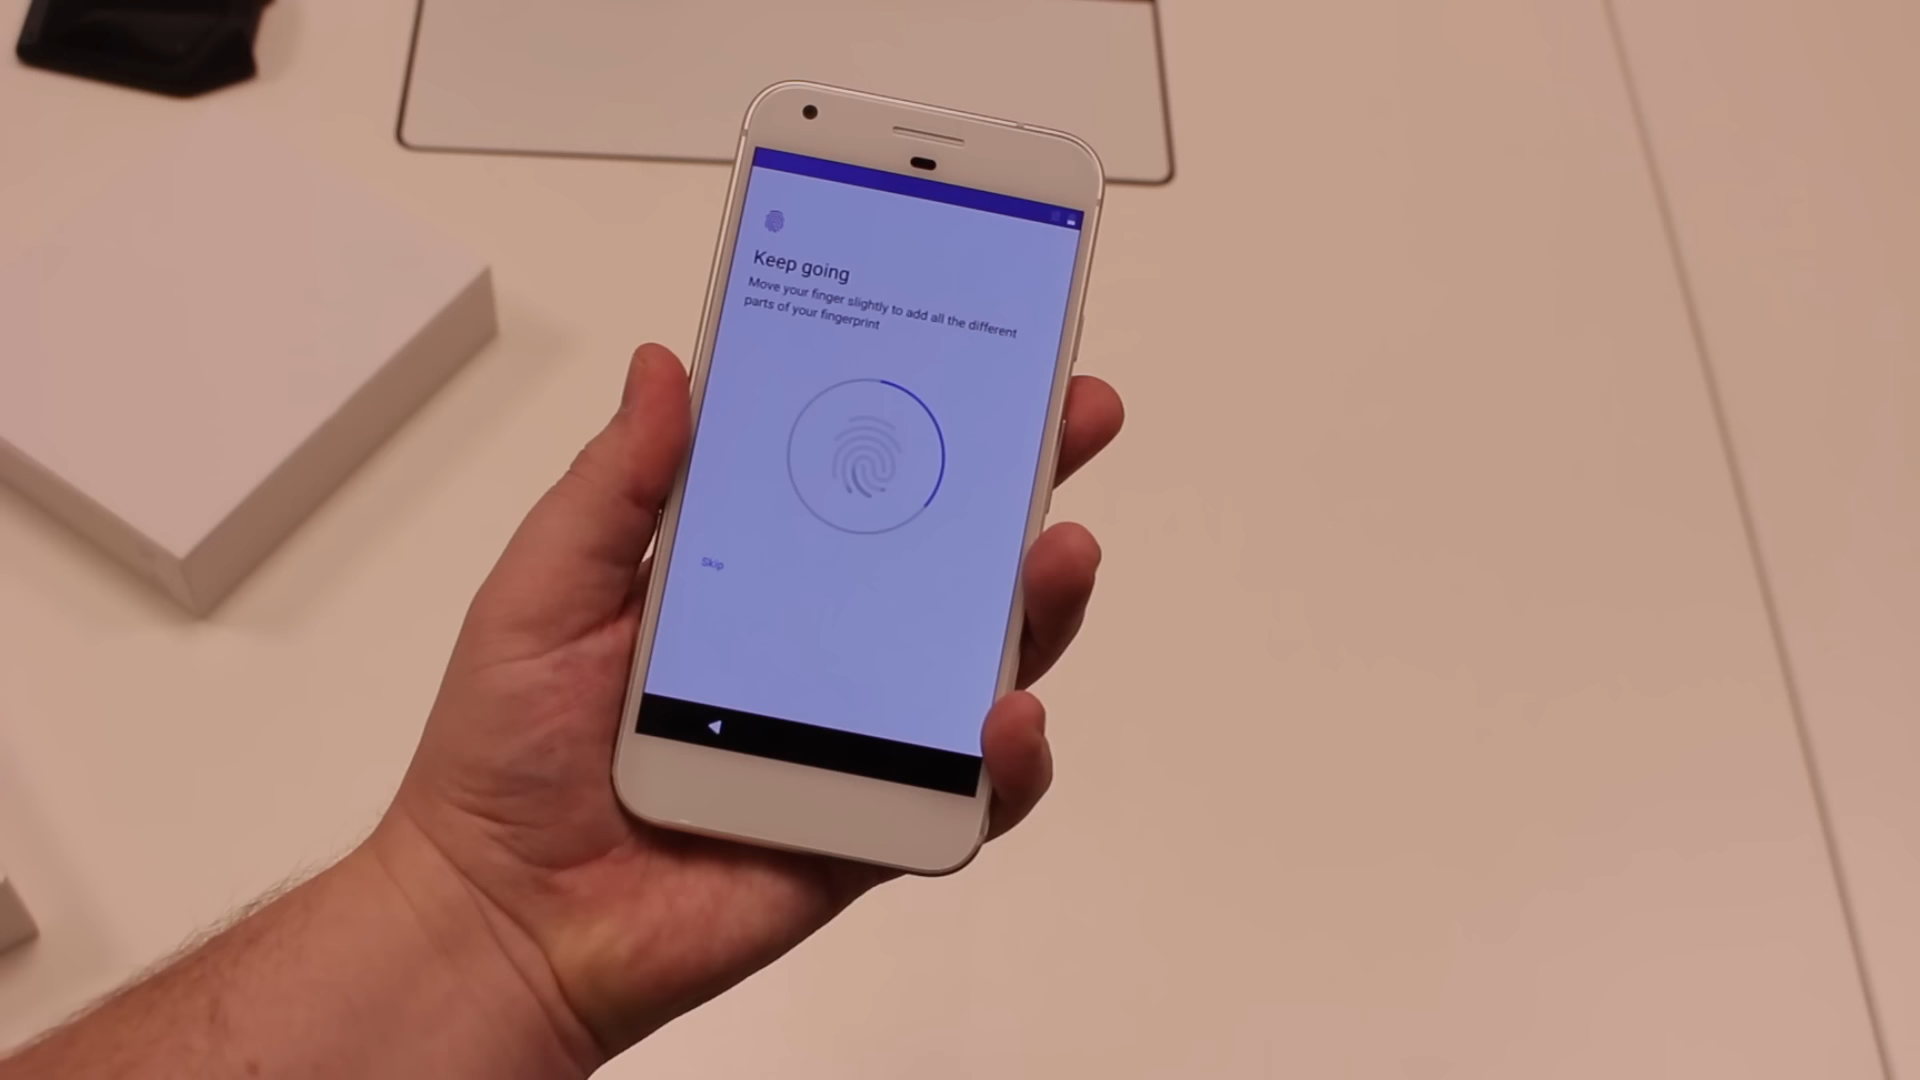 Keep going
Move your finger slightly to add all the different
parts of your fingerprint
Skip